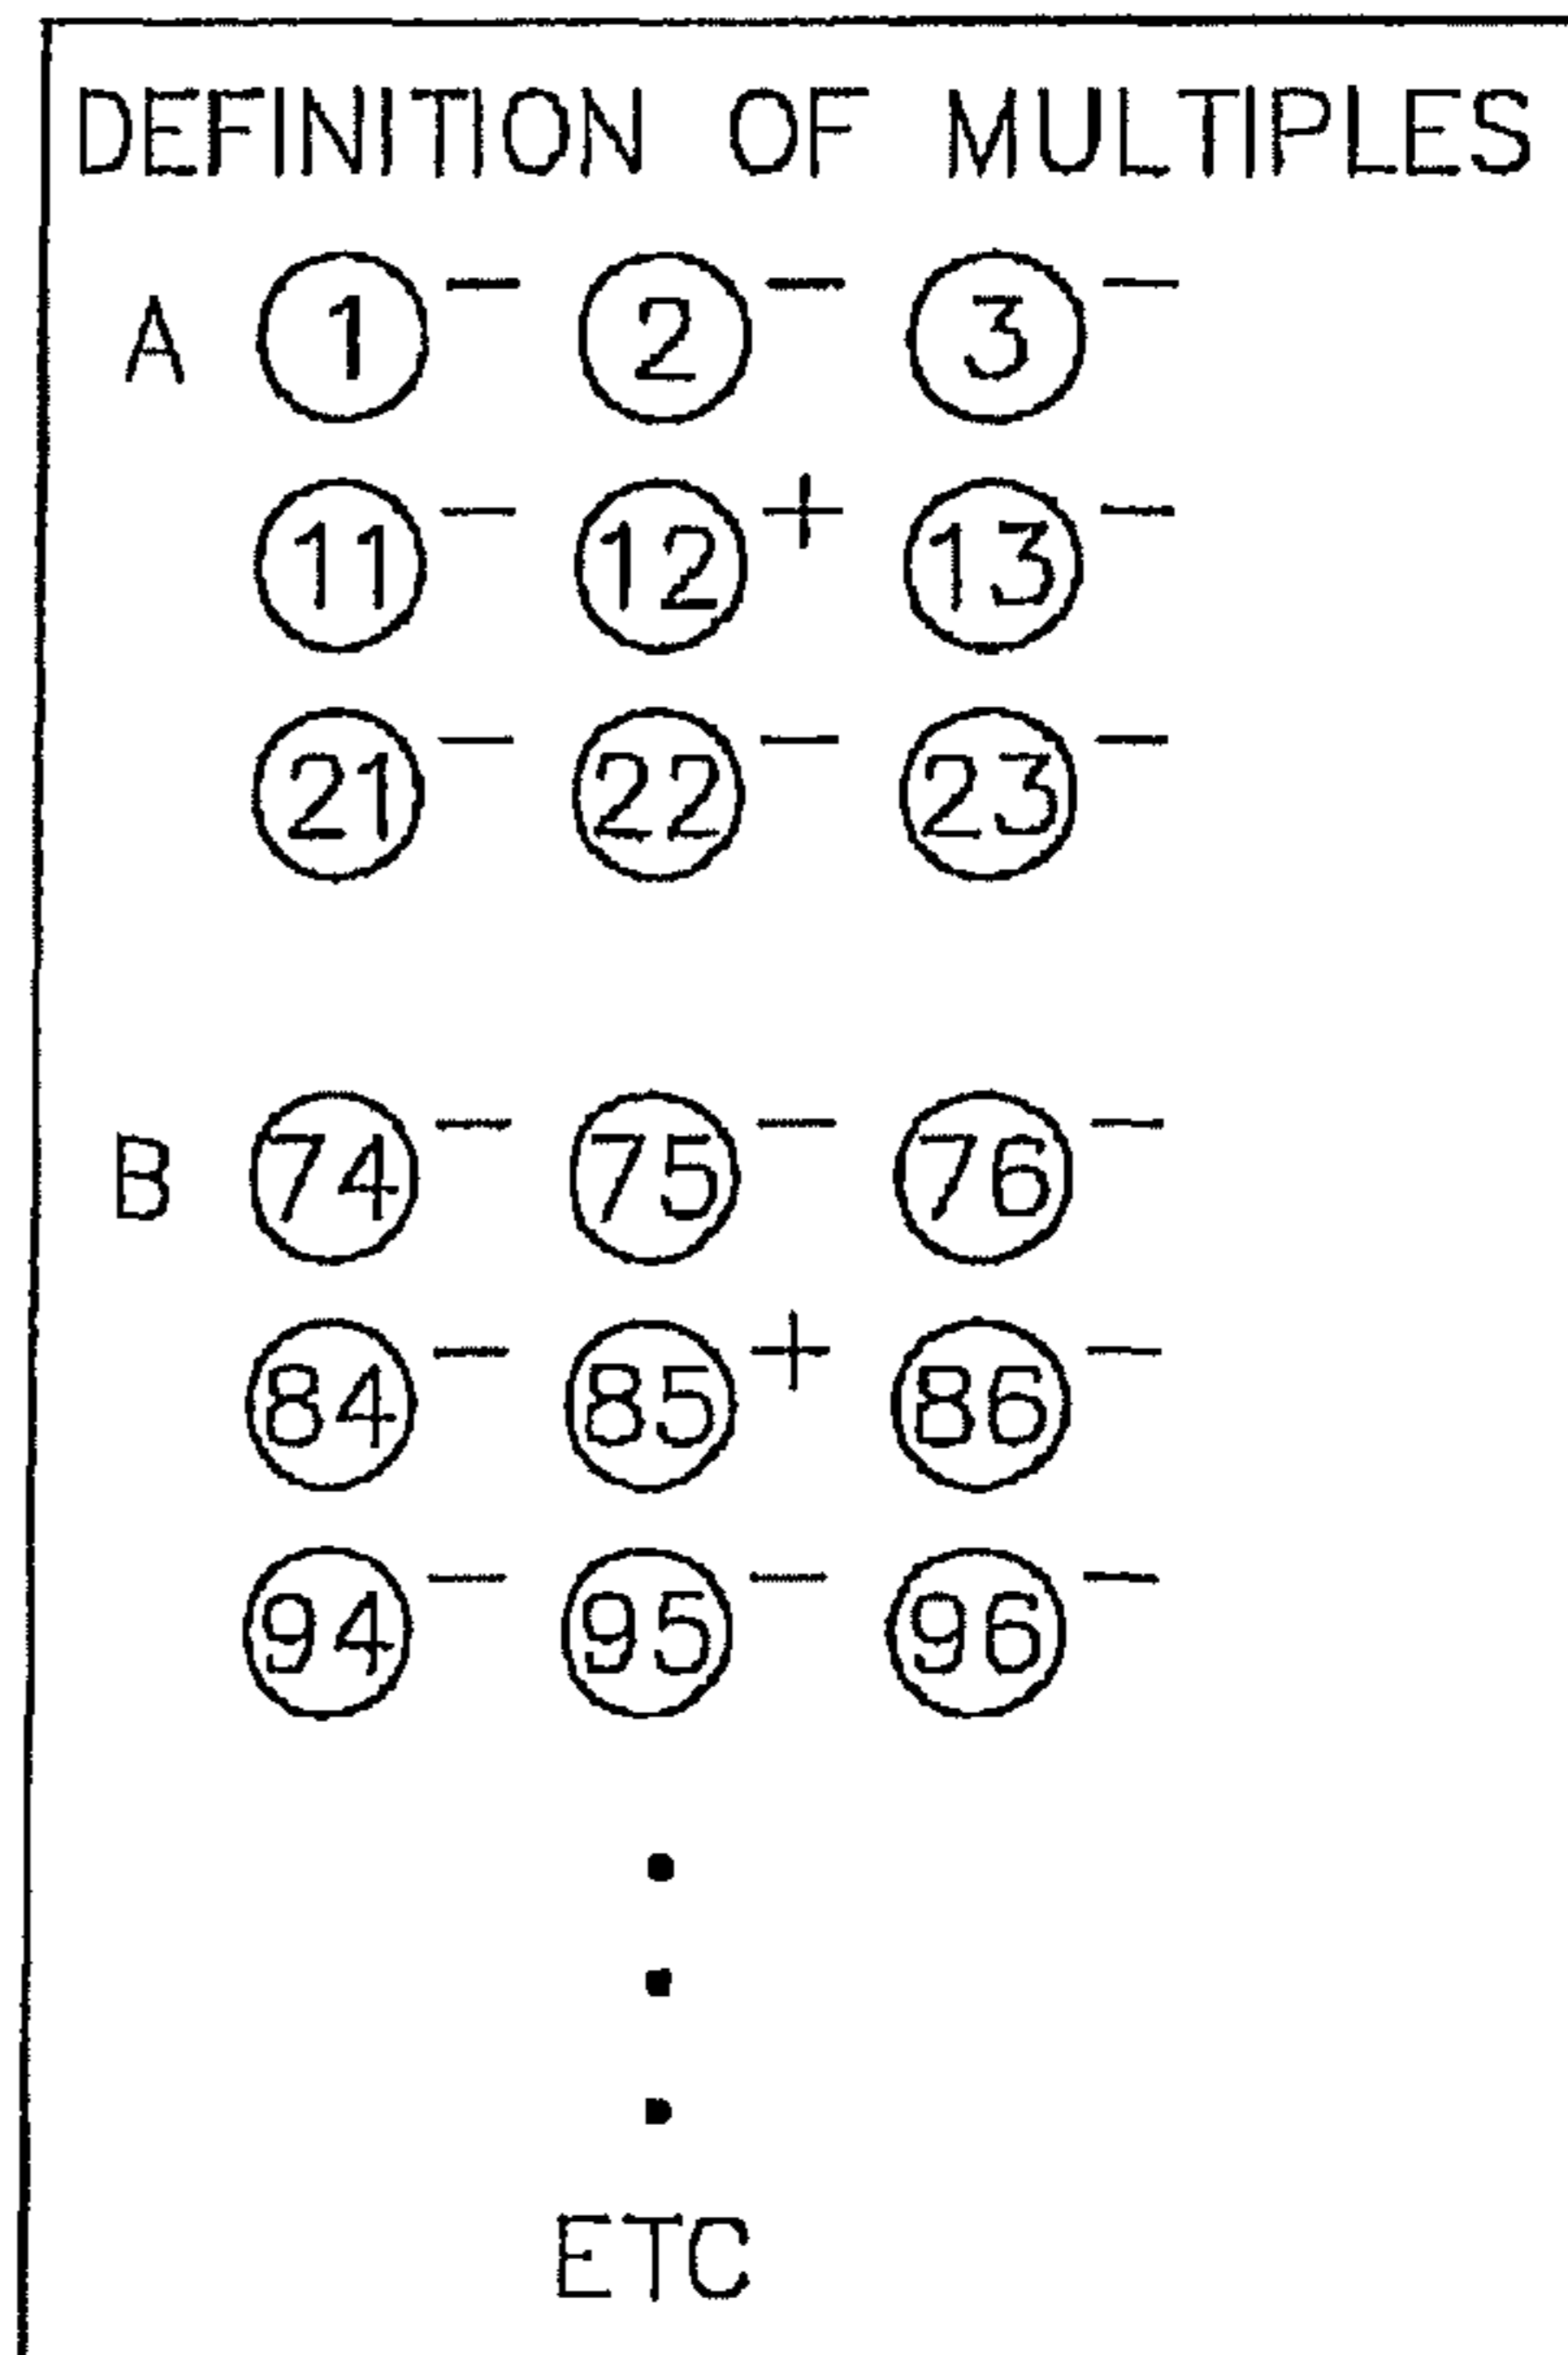 DEFINITION OF MULTIPLES
A 1 - 2 - 3 -
11 - 12 + 13 -
21 - 22 - 23 -
B 74 - 75 - 76 -
84 - 85 + 86 -
94 - 95 - 96 -
ETC